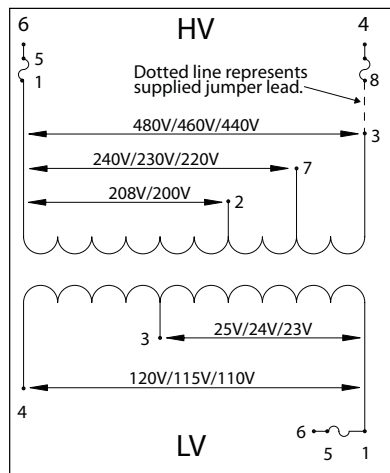 6 HV 4
5
1
Dotted line represents
supplied jumper lead.
8
480V/460V/440V
3
240V/230V/220V
7
208V/200V
2
3
25V/24V/23V
120V/115V/110V
4
6
5
1
LV